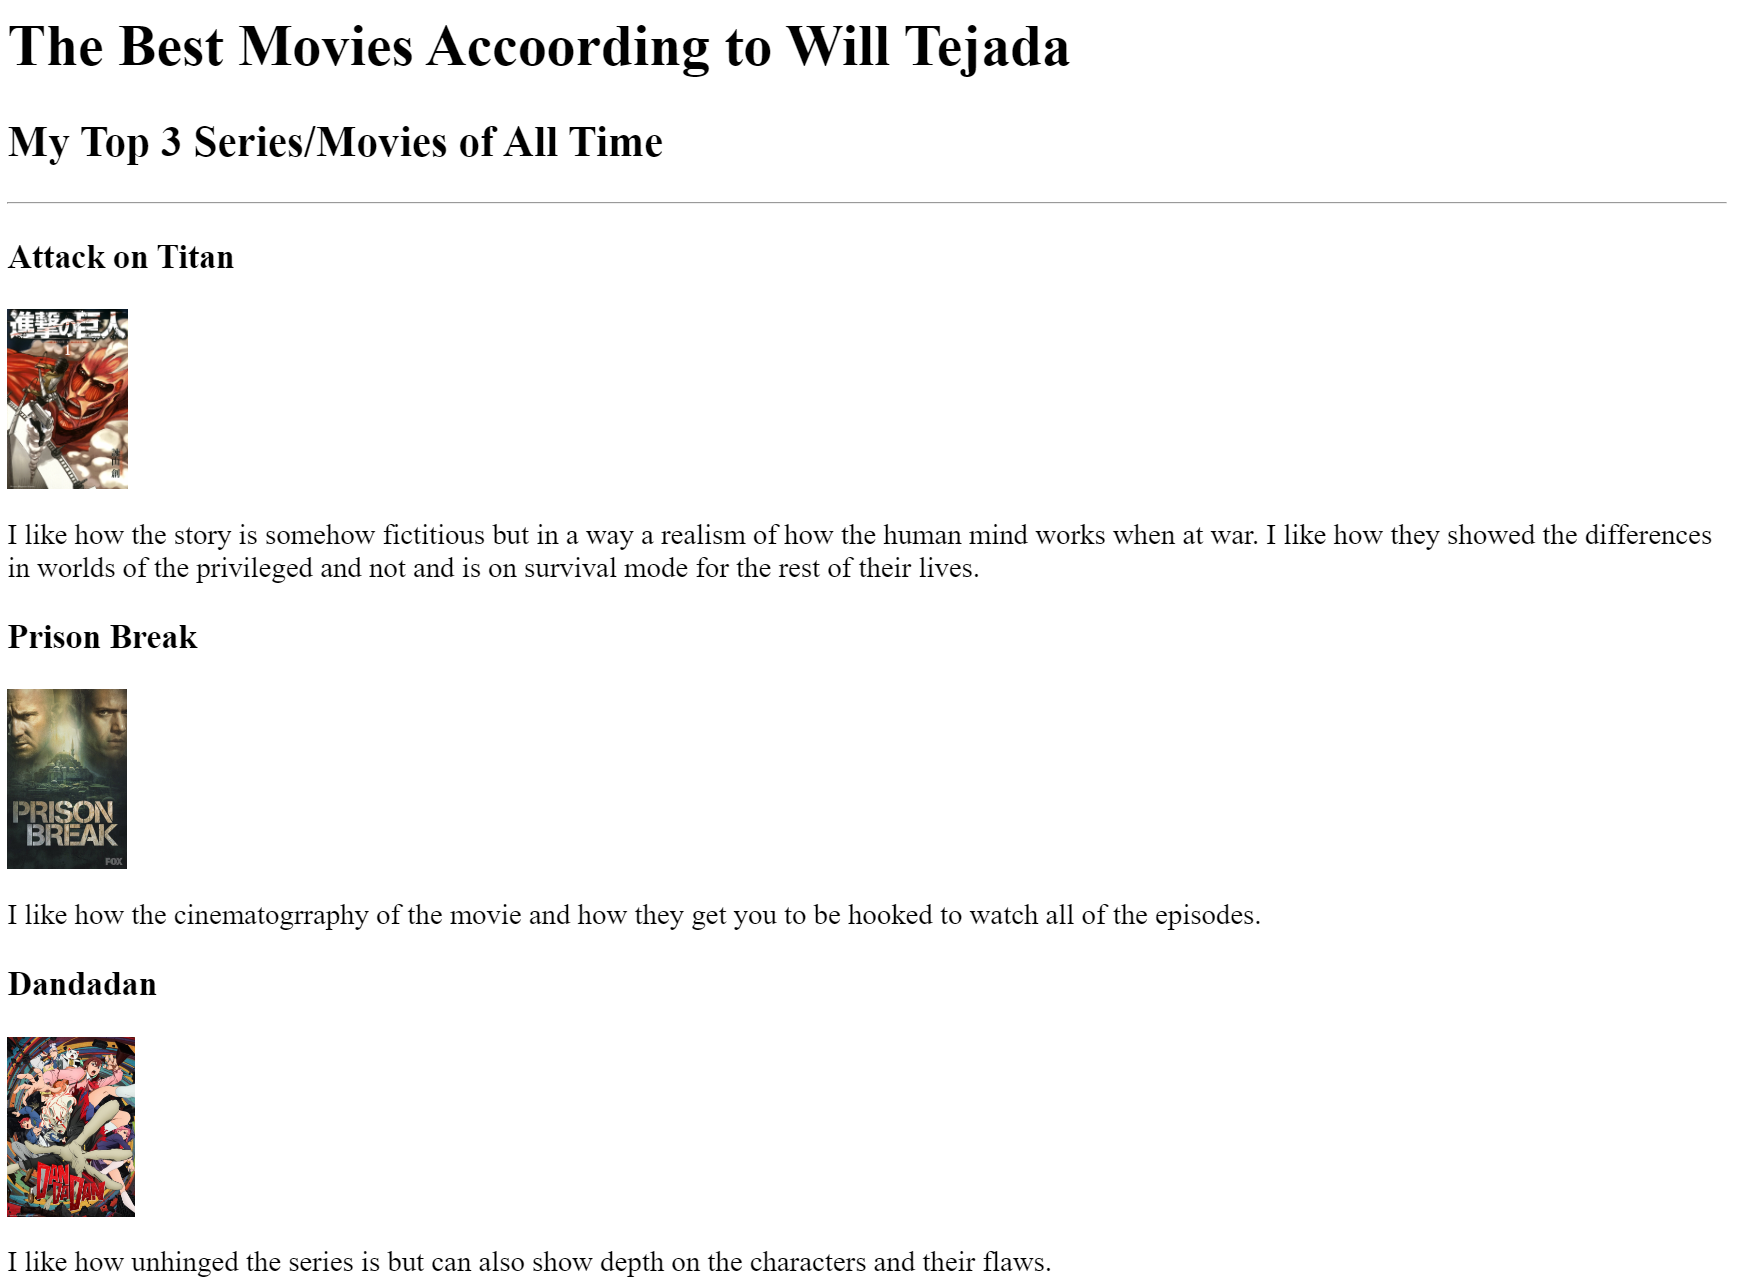 The Best Movies Accoording to Will Tejada
My Top 3 Series/Movies of All Time
Attack on Titan
進撃の巨人
1
諫山創
I like how the story is somehow fictitious but in a way a realism of how the human mind works when at war. I like how they showed the differences
in worlds of the privileged and not and is on survival mode for the rest of their lives.
Prison Break
PRISON
BREAK
FOX
I like how the cinematogrraphy of the movie and how they get you to be hooked to watch all of the episodes.
Dandadan
DAN
DA DAN
I like how unhinged the series is but can also show depth on the characters and their flaws.